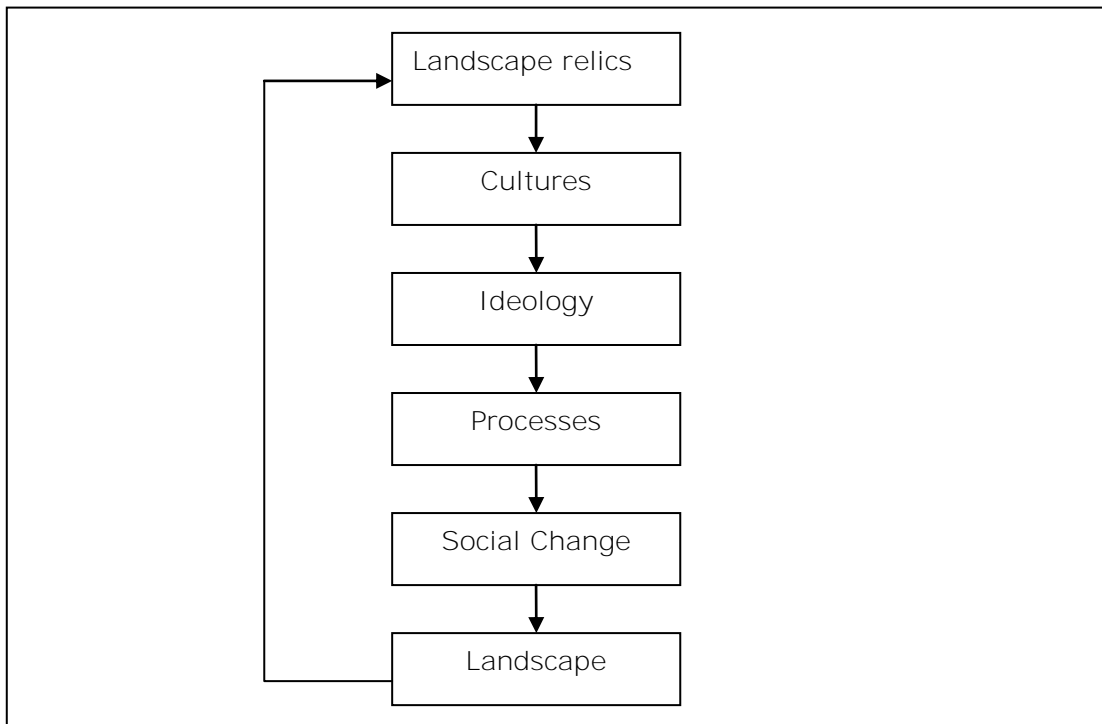 Landscape relics
Cultures
Ideology
Processes
Social Change
Landscape